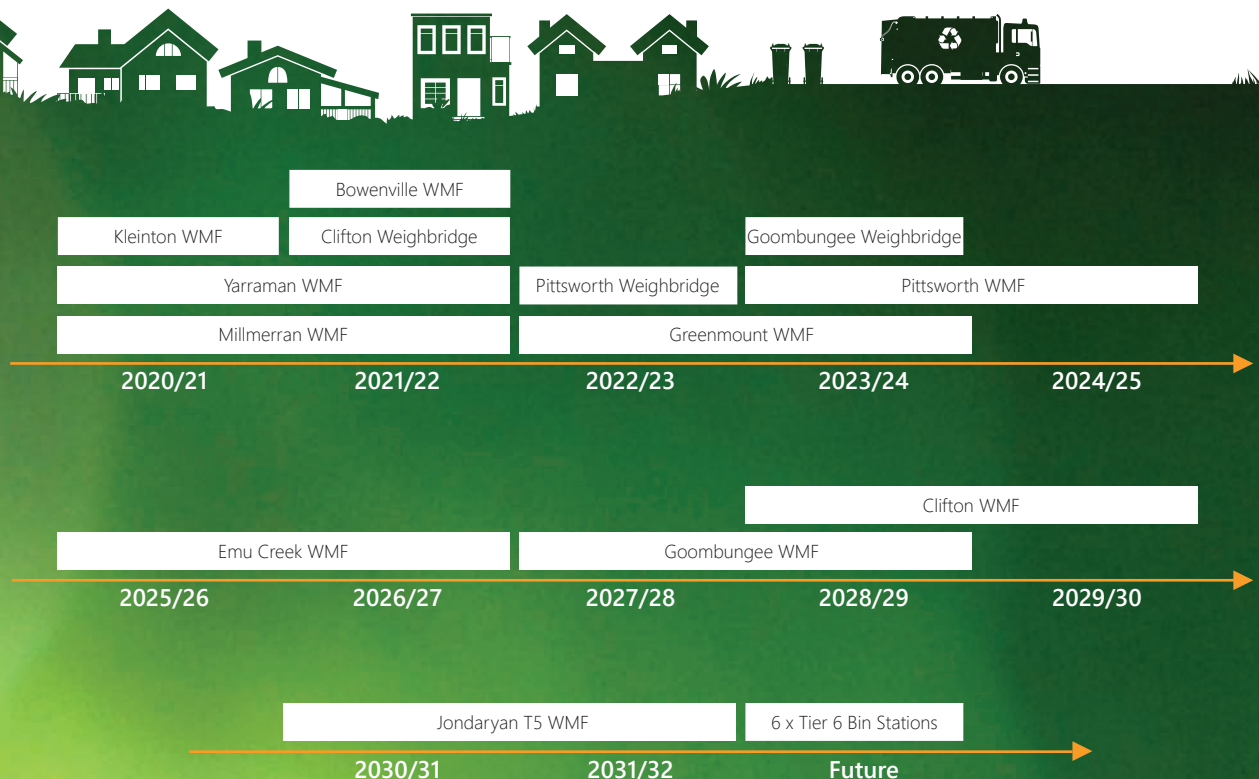 Bowenville WMF
Kleinton WMF
Clifton Weighbridge
Goombungee Weighbridge
Yarraman WMF
Pittsworth Weighbridge
Pittsworth WMF
Millmerran WMF
Greenmount WMF
2020/21
2021/22
2022/23
2023/24
2024/25
Clifton WMF
Emu Creek WMF
Goombungee WMF
2025/26
2026/27
2027/28
2028/29
2029/30
Jondaryan T5 WMF
6 x Tier 6 Bin Stations
2030/31
2031/32
Future